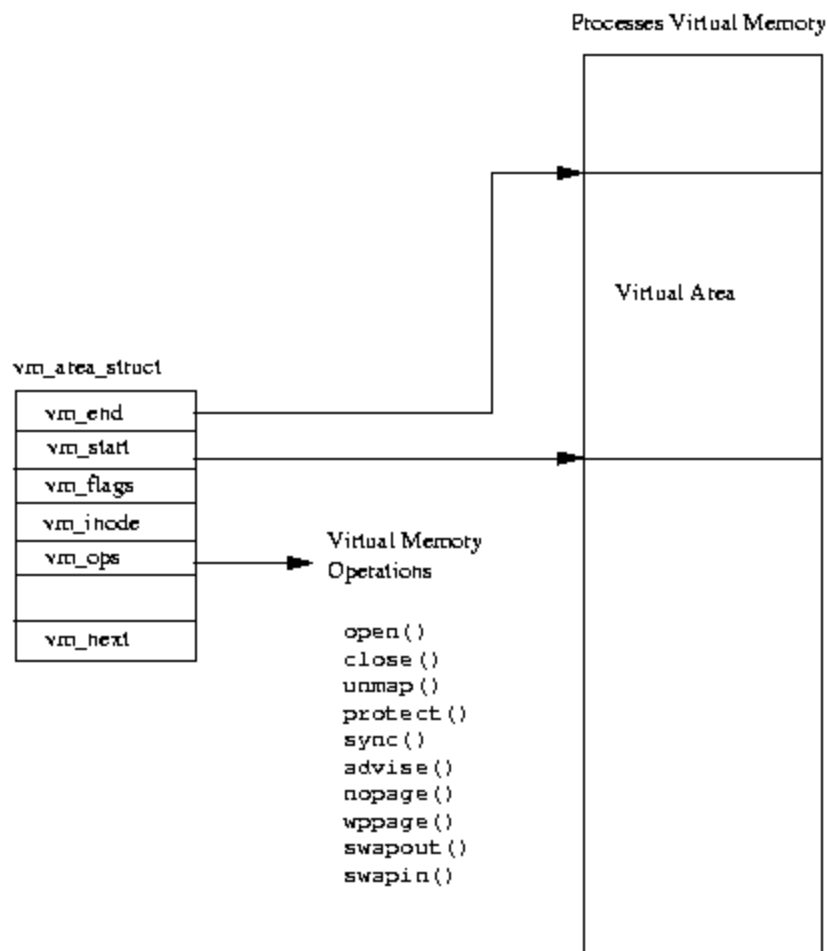 Processes Virtual Memory
Virtual Area
vm_area_struct
vm_end
vm_start
vm_flags
vm_inode
vm_ops
vm_next
Virtual Memory
Operations
open()
close()
unmap()
protect()
sync()
advise()
nopage()
wppage()
swapout()
swapin()